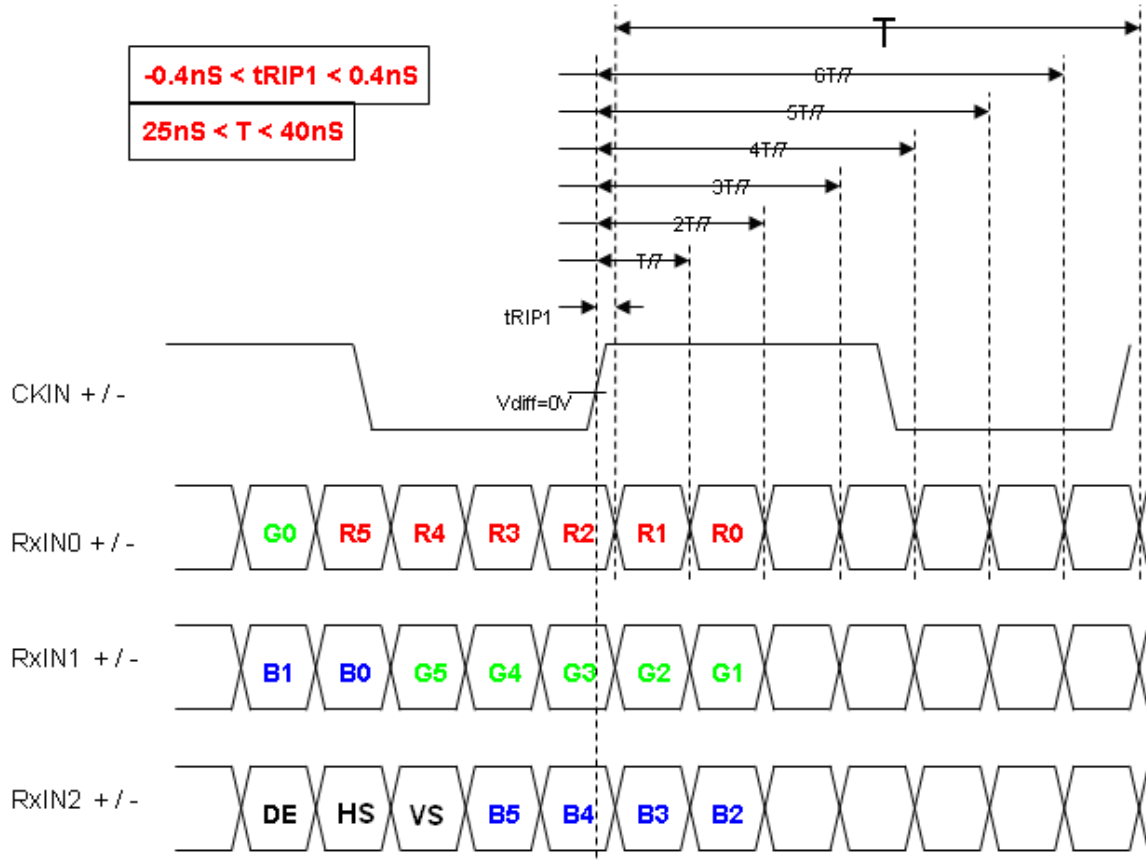 T
-0.4nS < tRIP1 < 0.4nS
25nS < T < 40nS
6T/7
5T/7
4T/7
3T/7
2T/7
T/7
tRIP1
CKIN + / -
Vdiff=0V
RxIN0 + / -
G0 R5 R4 R3 R2 R1 R0
RxIN1 + / -
B1 B0 G5 G4 G3 G2 G1
RxIN2 + / -
DE HS VS B5 B4 B3 B2